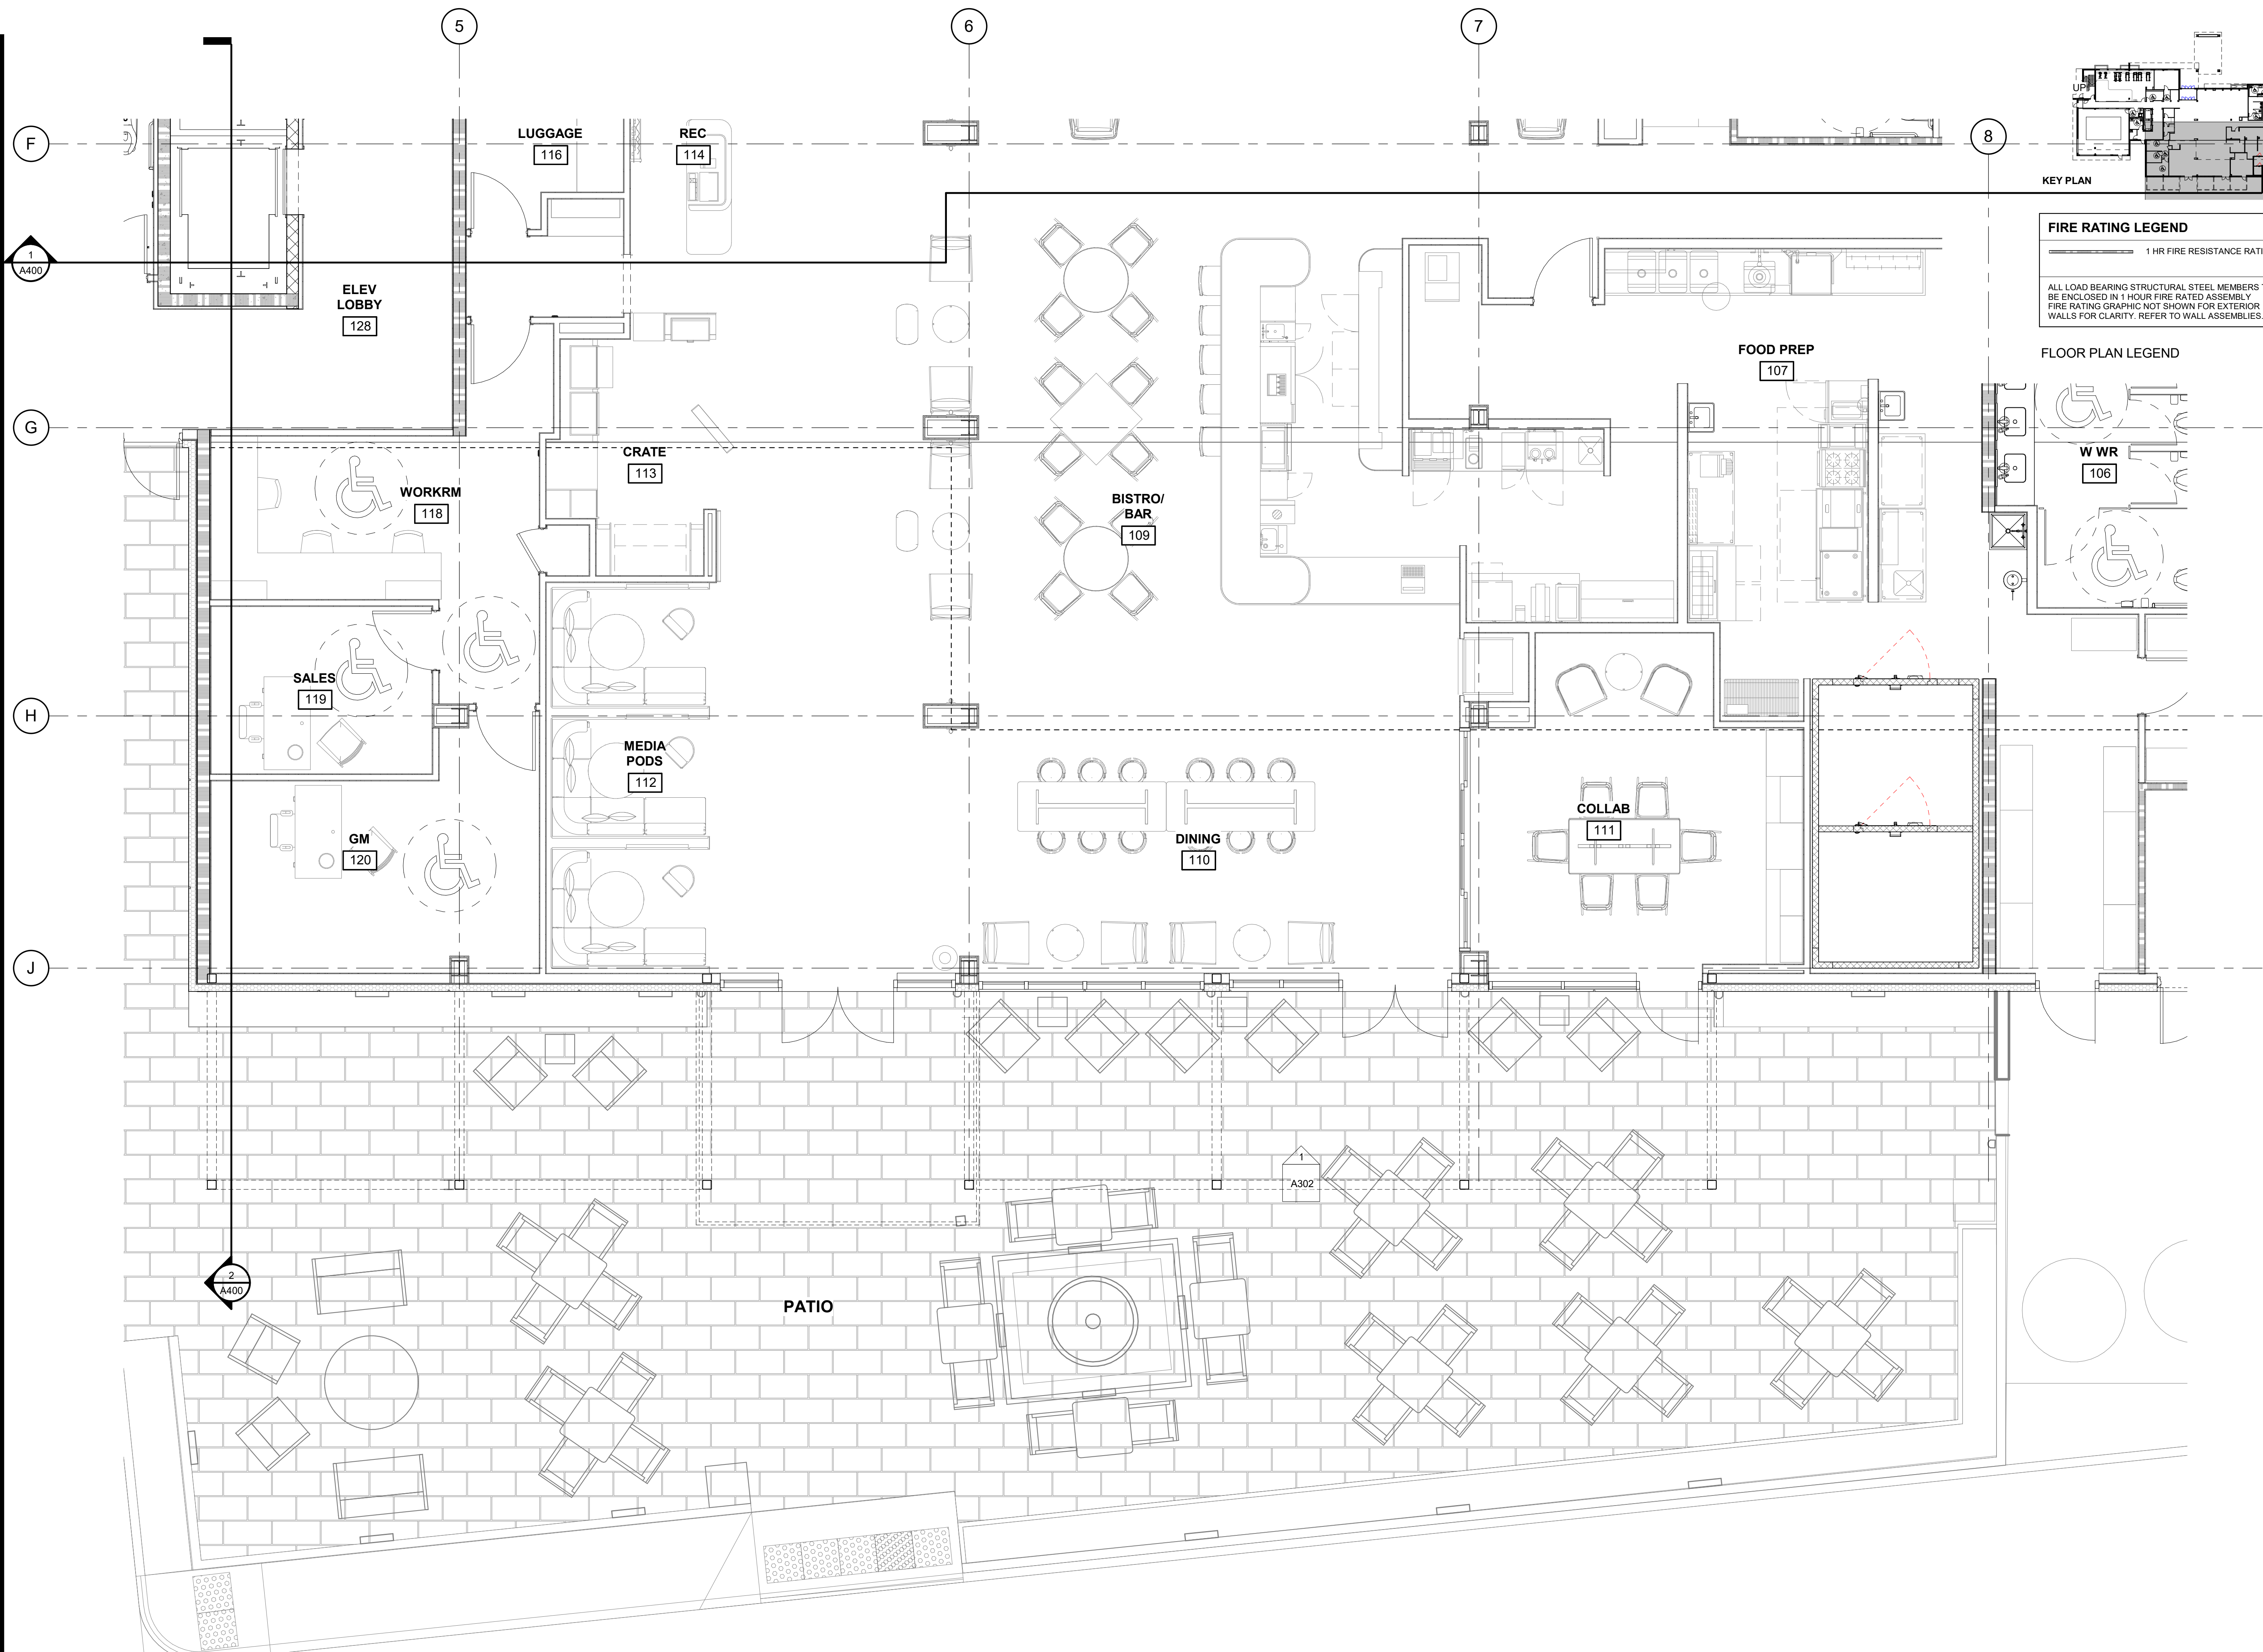 5
6
7
8
F
G
H
J
LUGGAGE
116
REC
114
1
A400
ELEV
LOBBY
128
UP
KEY PLAN
FIRE RATING LEGEND
1 HR FIRE RESISTANCE RATI
ALL LOAD BEARING STRUCTURAL STEEL MEMBERS
BE ENCLOSED IN 1 HOUR FIRE RATED ASSEMBLY
FIRE RATING GRAPHIC NOT SHOWN FOR EXTERIOR
WALLS FOR CLARITY. REFER TO WALL ASSEMBLIES.
FLOOR PLAN LEGEND
FOOD PREP
107
CRATE
113
WORKRM
118
BISTRO/
BAR
109
W WR
106
SALES
119
MEDIA
PODS
112
GM
120
DINING
110
COLLAB
111
1
A302
2
A400
PATIO